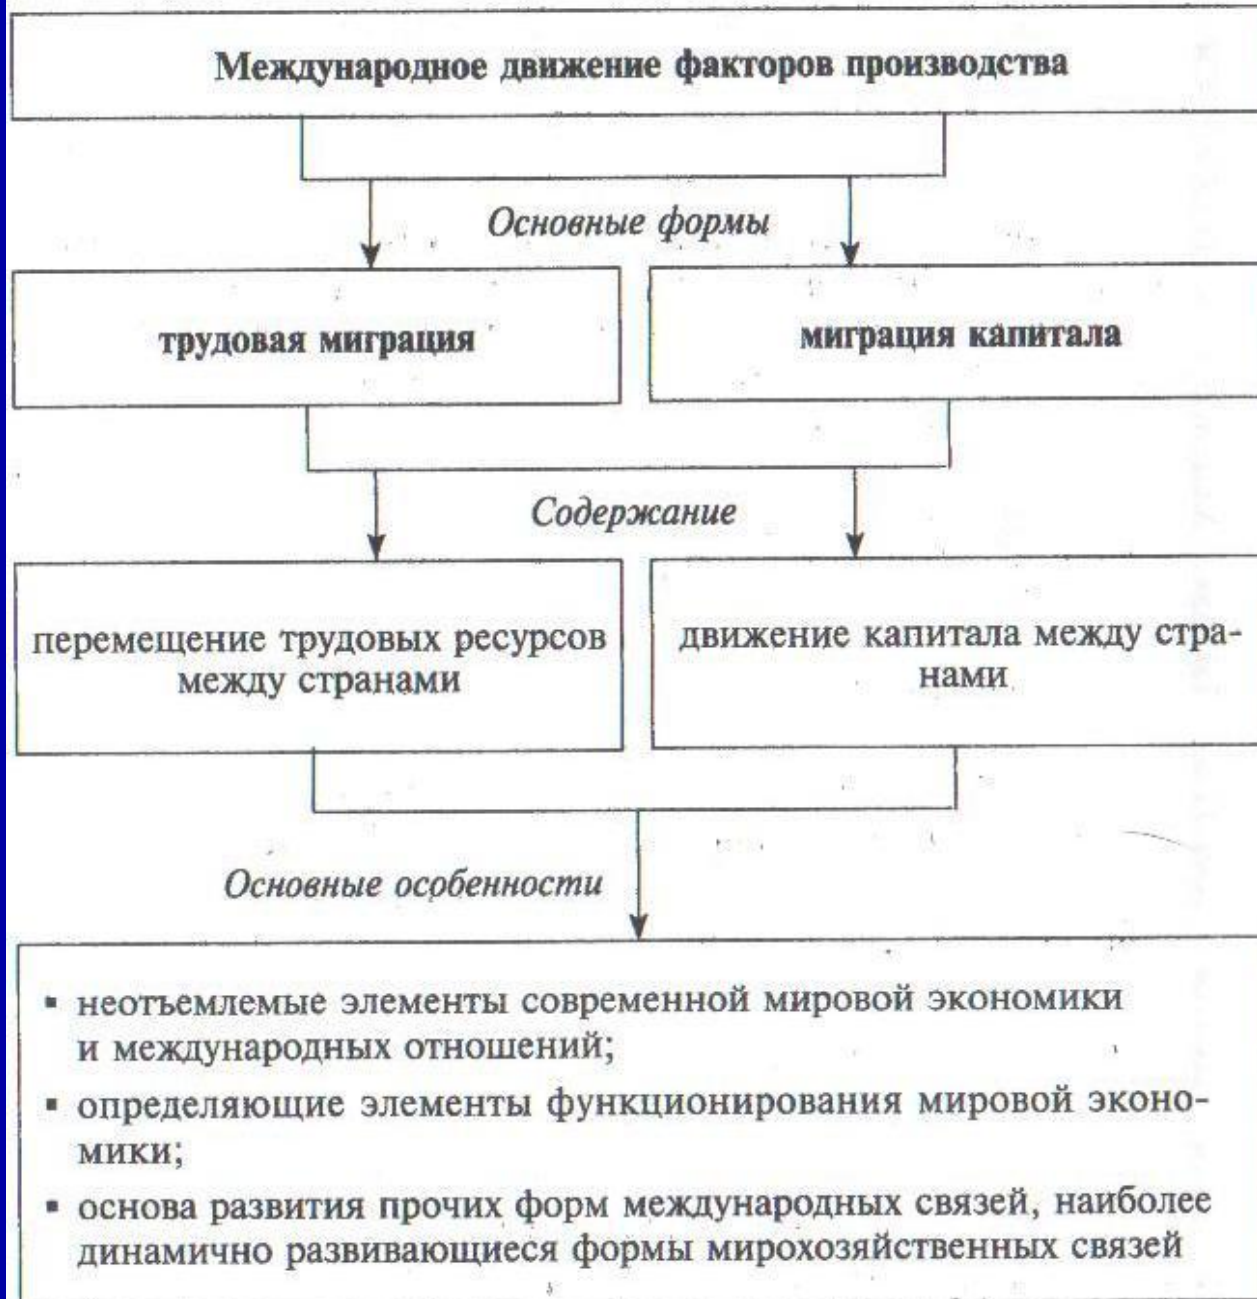 Международное движение факторов производства
Основные формы
трудовая миграция
миграция капитала
Содержание
перемещение трудовых ресурсов
между странами
движение капитала между стра-
нами
Основные особенности
▪ неотъемлемые элементы современной мировой экономики
и международных отношений;
▪ определяющие элементы функционирования мировой эконо-
мики;
▪ основа развития прочих форм международных связей, наиболее
динамично развивающиеся формы мирохозяйственных связей